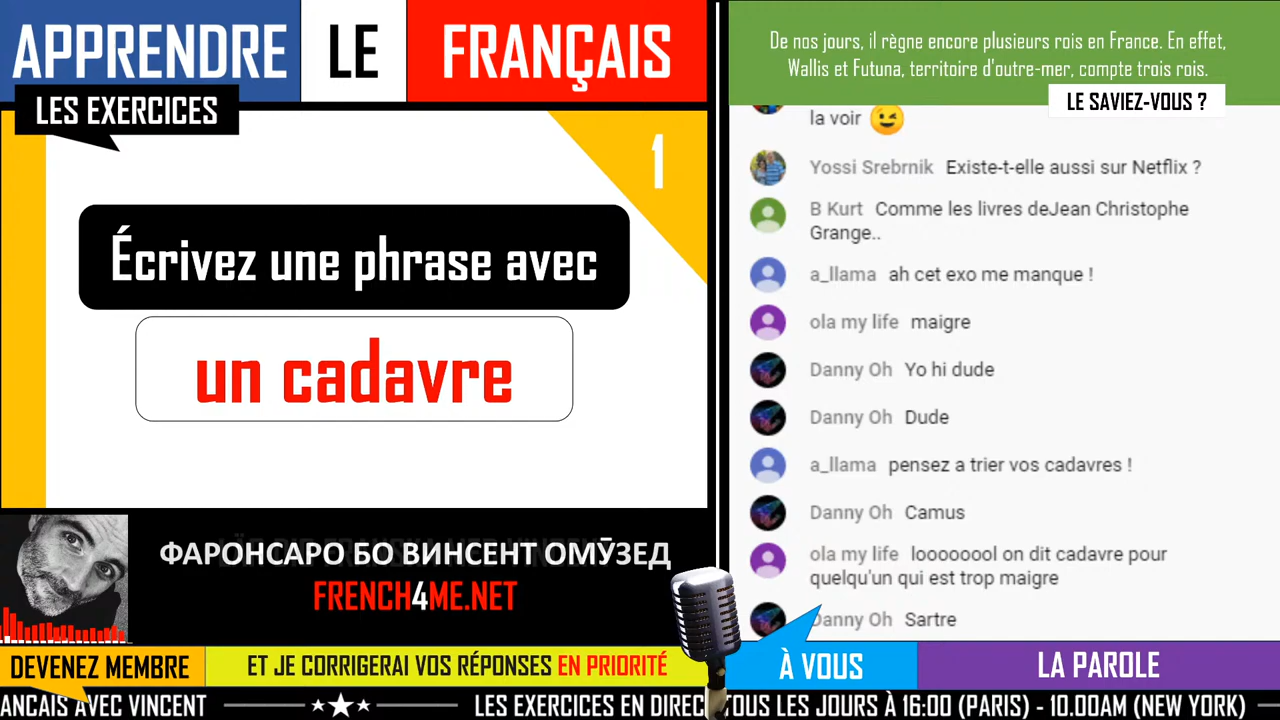 APPRENDRE LE FRANÇAIS
LES EXERCICES
1
Écrivez une phrase avec
un cadavre
ФАРОНСАРО БО ВИНСЕНТ ОМӮЗЕД
FRENCH4ME.NET
DEVENEZ MEMBRE
ET JE CORRIGERAI VOS RÉPONSES EN PRIORITÉ
De nos jours, il règne encore plusieurs rois en France. En effet,
Wallis et Futuna, territoire d'outre-mer, compte trois rois.
LE SAVIEZ-VOUS ?
la voir 😉
Yossi Srebrnik Existe-t-elle aussi sur Netflix ?
B Kurt Comme les livres deJean Christophe
Grange..
a_llama ah cet exo me manque !
ola my life maigre
Danny Oh Yo hi dude
Danny Oh Dude
a_llama pensez a trier vos cadavres !
Danny Oh Camus
ola my life loooooool on dit cadavre pour
quelqu'un qui est trop maigre
Danny Oh Sartre
À VOUS
LA PAROLE
ANCAIS AVEC VINCENT
LES EXERCICES EN DIREC TOUS LES JOURS À 16:00 (PARIS) - 10.00AM (NEW YORK)